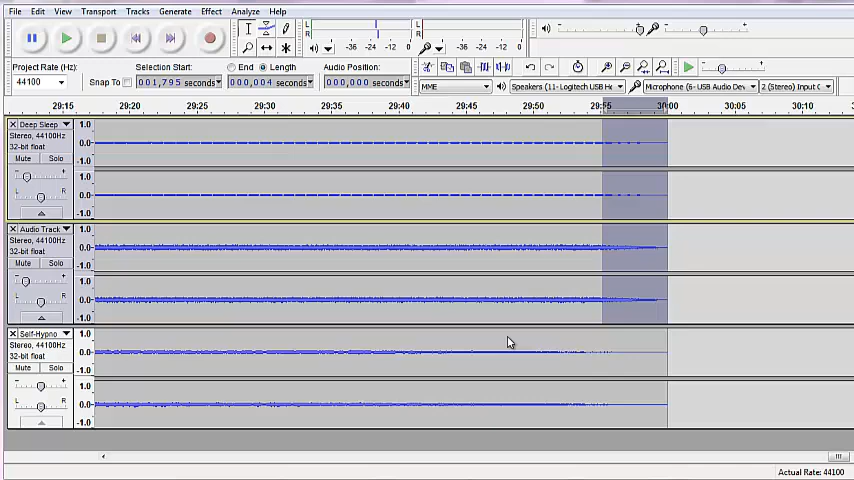 File Edit View Transport Tracks Generate Effect Analyze Help
L
R
-36 -24 -12 0
L
R
-36 -24 -12 0
Project Rate (Hz):
44100
Snap To
Selection Start:
End Length
Audio Position:
001,795 seconds
000,004 seconds
000,000 seconds
MME
Speakers (11- Logitech USB He
Microphone (6- USB Audio Dev
2 (Stereo) Input C
29:15 29:20 29:25 29:30 29:35 29:40 29:45 29:50 29:55 30:00 30:05 30:10 3
Deep Sleep
Stereo, 44100Hz
32-bit float
Mute Solo
- +
L R
1.0
0.0
-1.0
1.0
0.0
-1.0
Audio Track
Stereo, 44100Hz
32-bit float
Mute Solo
- +
L R
1.0
0.0
-1.0
1.0
0.0
-1.0
Self-Hypno
Stereo, 44100Hz
32-bit float
Mute Solo
- +
L R
1.0
0.0
-1.0
1.0
0.0
-1.0
Actual Rate: 44100